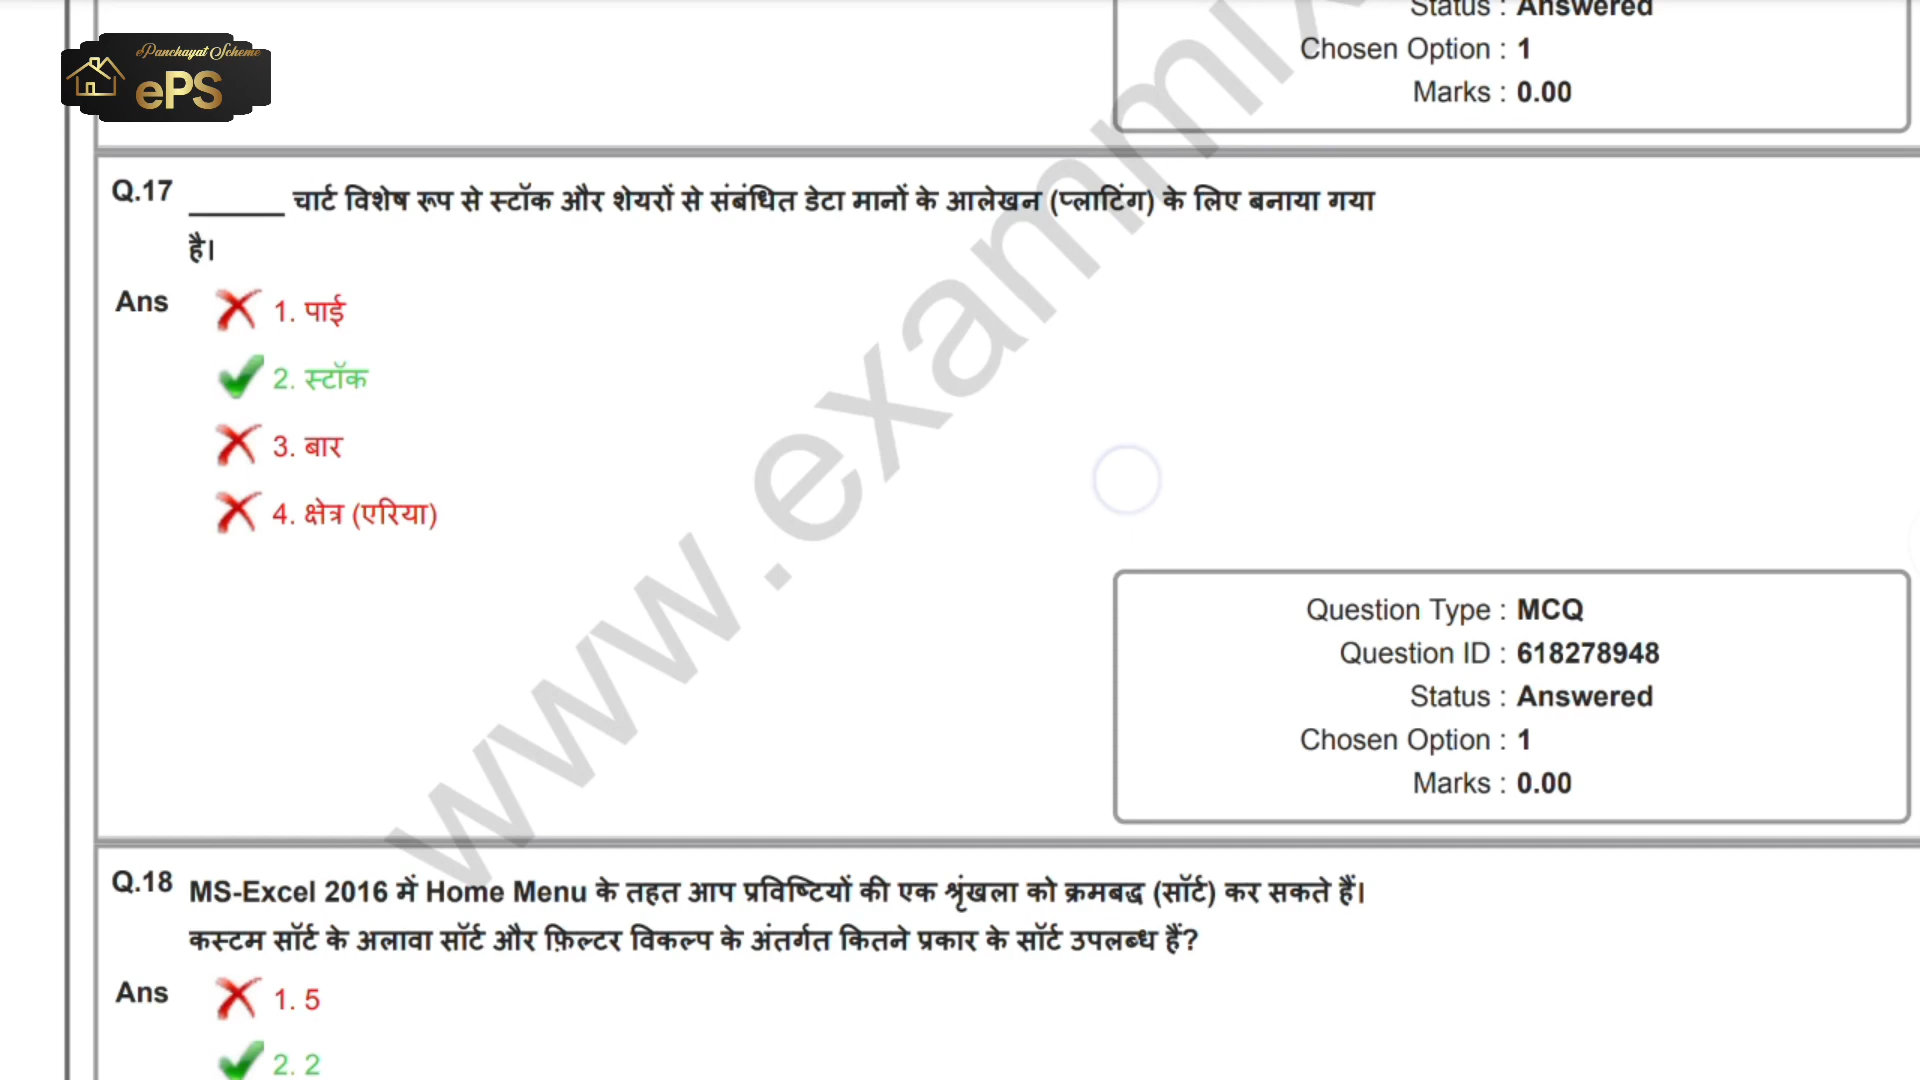 Status : Answered
Chosen Option : 1
Marks : 0.00
ePanchayat Scheme
ePS
Q.17 ______ चार्ट विशेष रूप से स्टॉक और शेयरों से संबंधित डेटा मानों के आलेखन (प्लाटिंग) के लिए बनाया गया
है।
Ans 1. पाई
2. स्टॉक
3. बार
4. क्षेत्र (एरिया)
Question Type : MCQ
Question ID : 618278948
Status : Answered
Chosen Option : 1
Marks : 0.00
www.exammix
Q.18 MS-Excel 2016 में Home Menu के तहत आप प्रविष्टियों की एक श्रृंखला को क्रमबद्ध (सॉर्ट) कर सकते हैं।
कस्टम सॉर्ट के अलावा सॉर्ट और फ़िल्टर विकल्प के अंतर्गत कितने प्रकार के सॉर्ट उपलब्ध हैं?
Ans 1. 5
2. 2